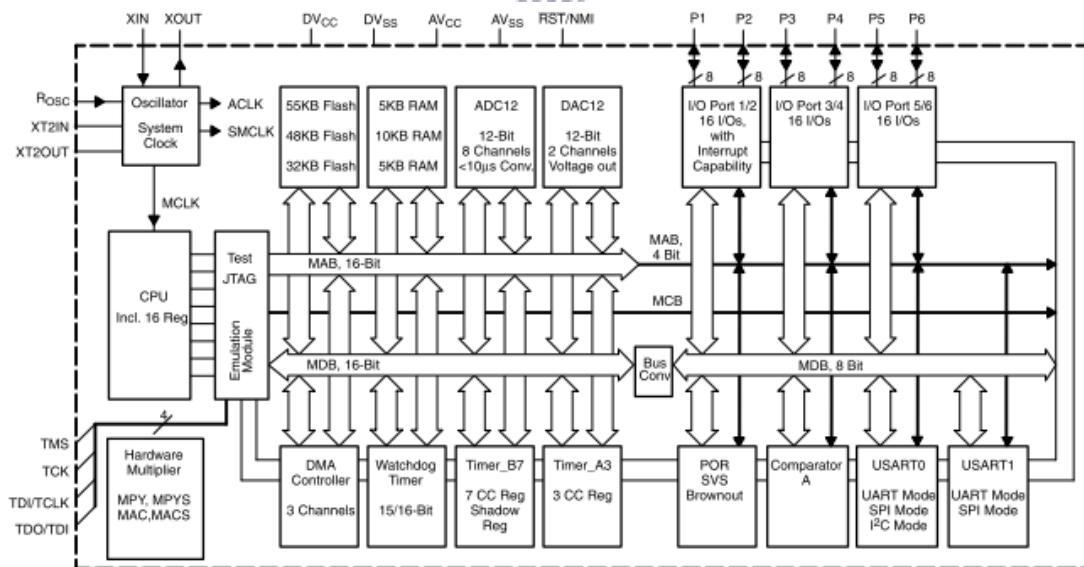 XIN XOUT DVCC DVSS AVCC AVSS RST/NMI P1 P2 P3 P4 P5 P6
8 8 8 8 8 8
ROSC
XT2IN
XT2OUT
Oscillator
System
Clock
ACLK
SMCLK
MCLK
55KB Flash
48KB Flash
32KB Flash
5KB RAM
10KB RAM
5KB RAM
ADC12
12-Bit
8 Channels
<10µs Conv.
DAC12
12-Bit
2 Channels
Voltage out
I/O Port 1/2
16 I/Os,
with
Interrupt
Capability
I/O Port 3/4
16 I/Os
I/O Port 5/6
16 I/Os
CPU
Incl. 16 Reg
Test
JTAG
Emulation
Module
MAB, 16-Bit
MAB,
4 Bit
MCB
MDB, 16-Bit
Bus
Conv
MDB, 8 Bit
4
TMS
TCK
TDI/TCLK
TDO/TDI
Hardware
Multiplier
MPY, MPYS
MAC,MACS
DMA
Controller
3 Channels
Watchdog
Timer
15/16-Bit
Timer_B7
7 CC Reg
Shadow
Reg
Timer_A3
3 CC Reg
POR
SVS
Brownout
Comparator
A
USART0
UART Mode
SPI Mode
I²C Mode
USART1
UART Mode
SPI Mode